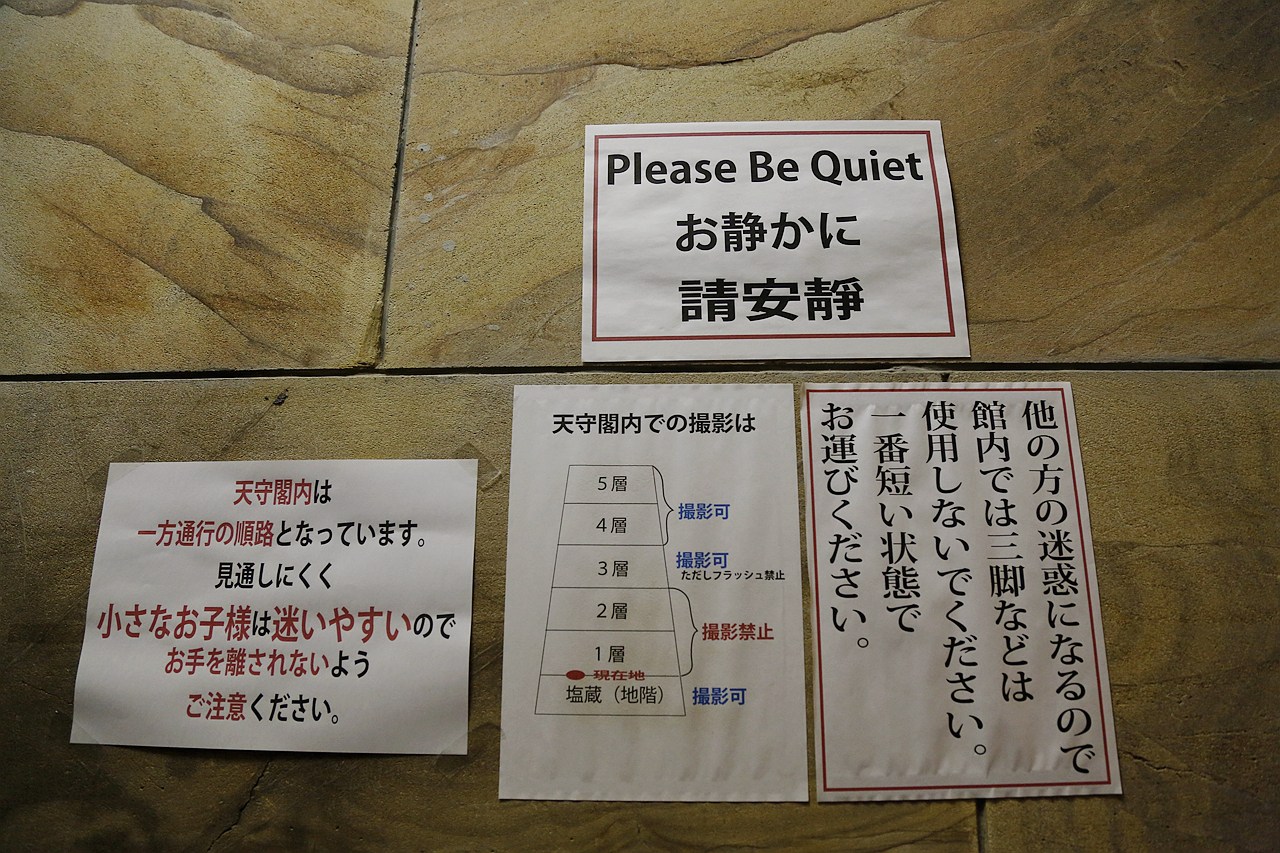 Please Be Quiet
お静かに
請安靜
天守閣内は
一方通行の順路となっています。
見通しにくく
小さなお子様は迷いやすいので
お手を離されないよう
ご注意ください。
天守閣内での撮影は
5層
4層
撮影可
3層
撮影可
ただしフラッシュ禁止
2層
1層
撮影禁止
現在地
塩蔵（地階）
撮影可
他の方の迷惑になるので
館内では三脚などは
使用しないでください。
一番短い状態で
お運びください。